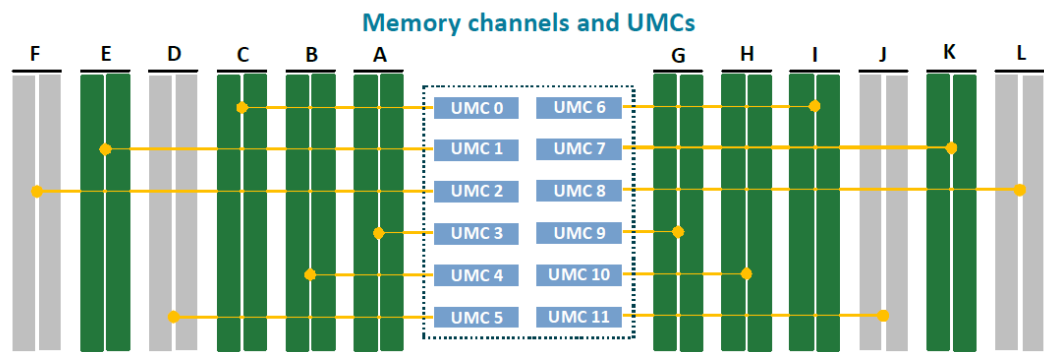 Memory channels and UMCs
F E D C B A G H I J K L
UMC 0 UMC 6
UMC 1 UMC 7
UMC 2 UMC 8
UMC 3 UMC 9
UMC 4 UMC 10
UMC 5 UMC 11